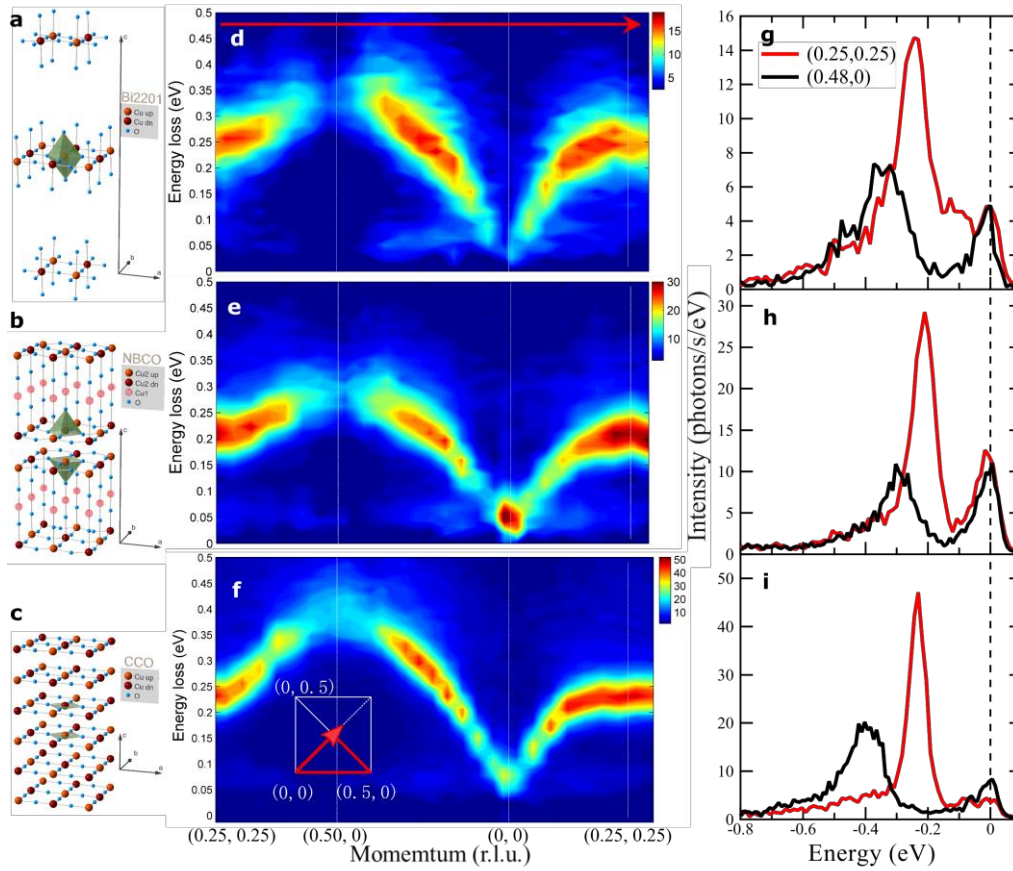 a
c
Bi2201
Cu up
Cu dn
O
b
a
b
NBCO
Cu2 up
Cu2 dn
Cu1
O
c
b
a
c
CCO
Cu up
Cu dn
O
c
b
a
d
0.5
0.45
0.4
0.35
0.3
0.25
0.2
0.15
0.1
0.05
0
Energy loss (eV)
15
10
5
e
0.5
0.45
0.4
0.35
0.3
0.25
0.2
0.15
0.1
0.05
0
Energy loss (eV)
30
25
20
15
10
5
f
0.5
0.45
0.4
0.35
0.3
0.25
0.2
0.15
0.1
0.05
0
Energy loss (eV)
50
40
30
20
10
(0, 0.5)
(0, 0)
(0.5, 0)
(0.25, 0.25)
(0.50, 0)
(0, 0)
(0.25, 0.25)
Momemtum (r.l.u.)
Intensity (photons/s/eV)
g
(0.25,0.25)
(0.48,0)
16
14
12
10
8
6
4
2
0
h
30
20
10
0
i
50
40
30
20
10
0
-0.8
-0.6
-0.4
-0.2
0
Energy (eV)